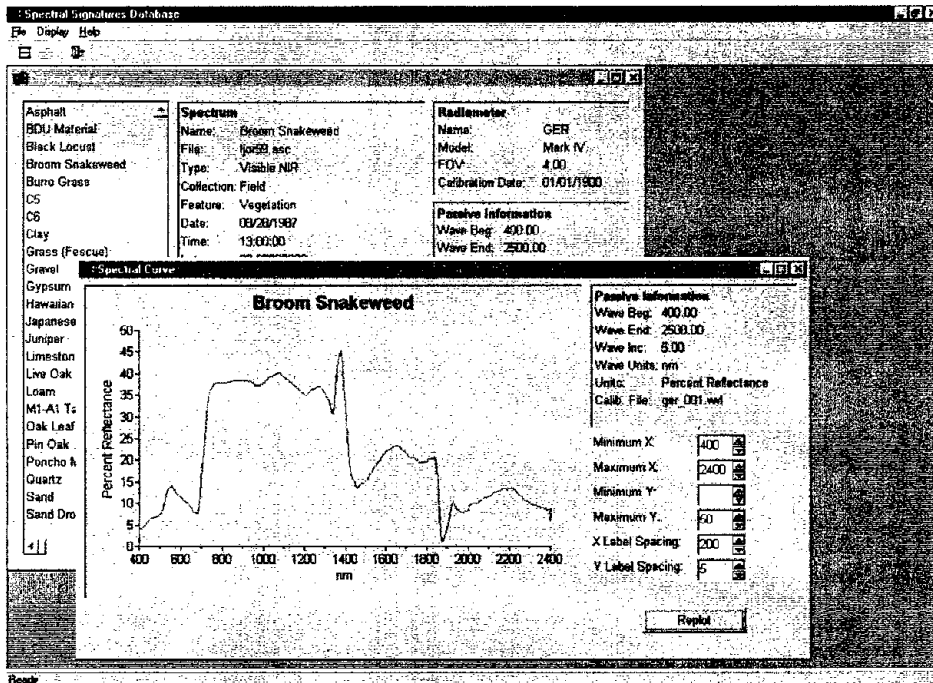 Spectral Signatures Database
File Display Help
Asphalt
BDU Material
Black Locust
Broom Snakeweed
Burro Grass
C5
C6
Clay
Grass (Fescue)
Gravel
Gypsum
Hawaiian
Japanese
Juniper
Limeston
Live Oak
Loam
M1-A1 Ta
Oak Leaf
Pin Oak
Poncho
Quartz
Sand
Sand Dro
Spectrum
Name: Broom Snakeweed
File:
Type: Visible NIR
Collection: Field
Feature: Vegetation
Date: 08/28/1987
Time: 13:00:00
Radiometer
Name: GER
Model: Mark IV
FOV: 4.00
Calibration Date: 01/01/1900
Passive Information
Wave Beg: 400.00
Wave End: 2500.00
Spectral Curve
Broom Snakeweed
Percent Reflectance
50
45
40
35
30
25
20
15
10
5
0
400 600 800 1000 1200 1400 1600 1800 2000 2200 2400
nm
Passive Information
Wave Beg: 400.00
Wave End: 2500.00
Wave Inc: 5.00
Wave Units: nm
Units: Percent Reflectance
Calib. File: ger_001.wvl
Minimum X: 400
Maximum X: 2400
Minimum Y:
Maximum Y: 50
X Label Spacing: 200
Y Label Spacing: 5
Replot
Ready